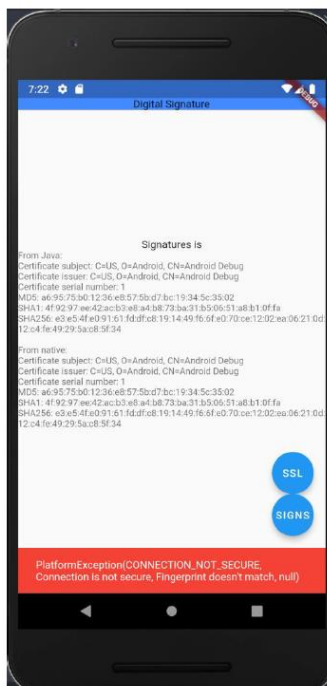 7:22
DEBUG
Digital Signature
Signatures is
From Java:
Certificate subject: C=US, O=Android, CN=Android Debug
Certificate issuer: C=US, O=Android, CN=Android Debug
Certificate serial number: 1
MD5: a6:95:75:b0:12:36:e8:57:5b:d7:bc:19:34:5c:35:02
SHA1: 4f:92:97:ee:42:ac:b3:e8:a4:b8:73:ba:31:b5:06:51:a8:b1:0f:fa
SHA256: e3:e5:4f:e0:91:61:fd:df:c8:19:14:49:f6:6f:e0:70:ce:12:02:ea:06:21:0d:
12:c4:fe:49:29:5a:c8:5f:34
From native:
Certificate subject: C=US, O=Android, CN=Android Debug
Certificate issuer: C=US, O=Android, CN=Android Debug
Certificate serial number: 1
MD5: a6:95:75:b0:12:36:e8:57:5b:d7:bc:19:34:5c:35:02
SHA1: 4f:92:97:ee:42:ac:b3:e8:a4:b8:73:ba:31:b5:06:51:a8:b1:0f:fa
SHA256: e3:e5:4f:e0:91:61:fd:df:c8:19:14:49:f6:6f:e0:70:ce:12:02:ea:06:21:0d:
12:c4:fe:49:29:5a:c8:5f:34
SSL
SIGNS
PlatformException(CONNECTION_NOT_SECURE,
Connection is not secure, Fingerprint doesn't match, null)